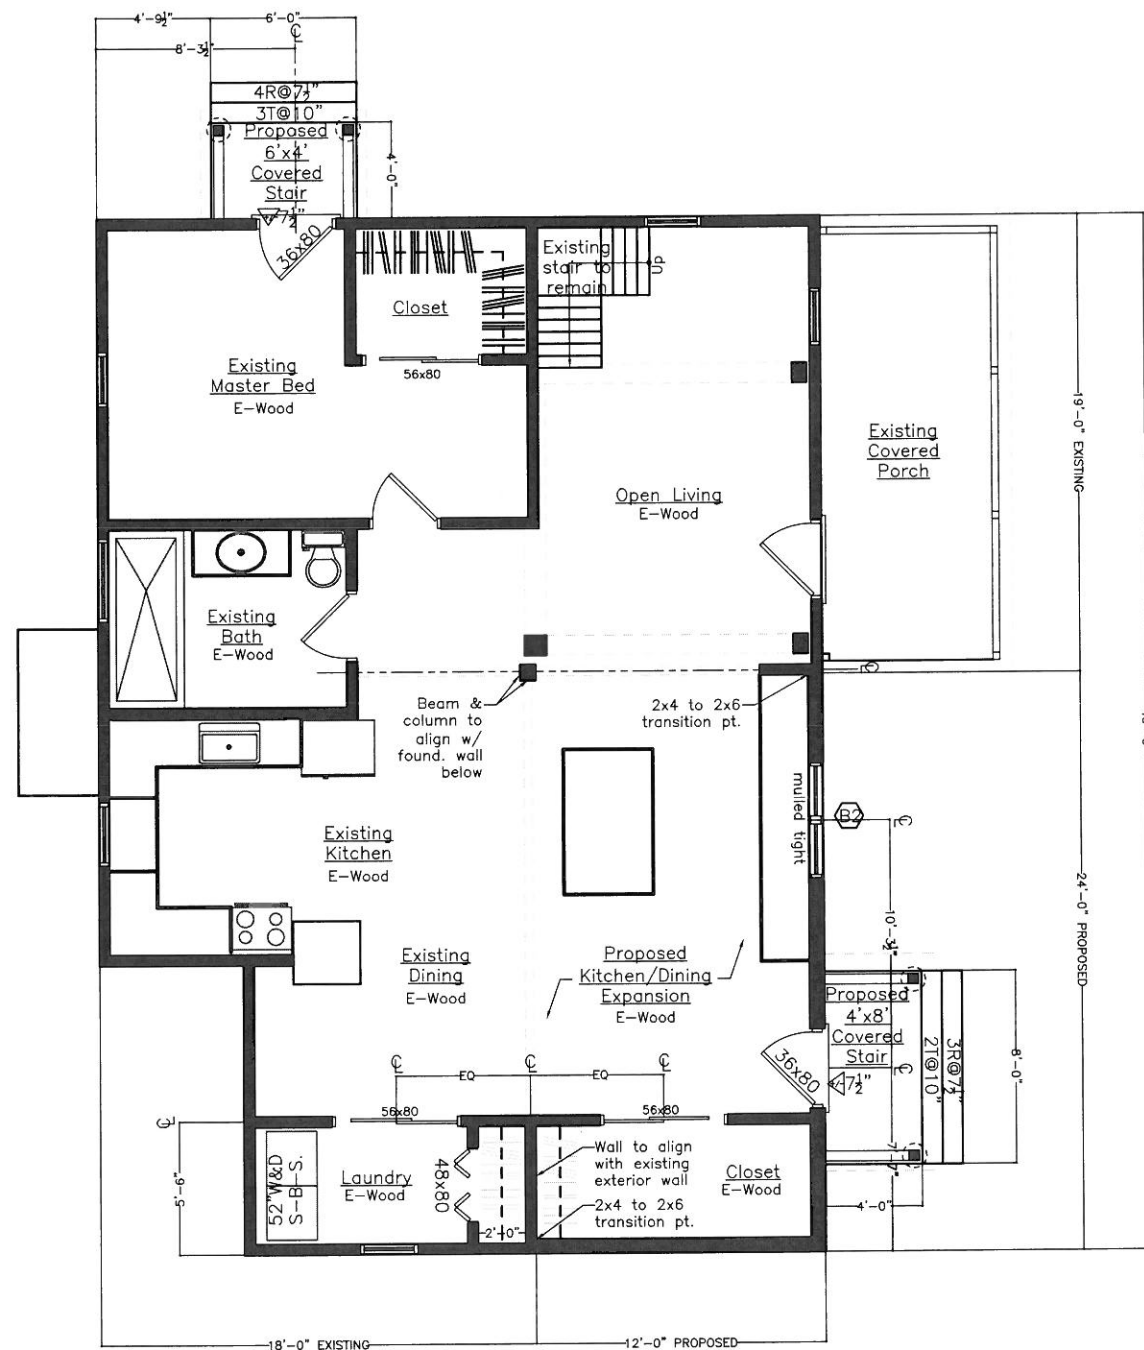 4'-9½"
6'-0"
℄
8'-3½"
4R@7½"
3T@10"
Proposed
6'x4'
Covered
Stair
4'-0"
-7½"
36x80
Existing
stair to
remain
Up
Closet
56x80
Existing
Master Bed
E-Wood
Existing
Covered
Porch
19'-0" EXISTING
Open Living
E-Wood
Existing
Bath
E-Wood
℄
Beam &
column to
align w/
found. wall
below
2x4 to 2x6
transition pt.
mulled tight
B2
℄
Existing
Kitchen
E-Wood
24'-0" PROPOSED
10'-3½"
Existing
Dining
E-Wood
Proposed
Kitchen/Dining
Expansion
E-Wood
Proposed
4'x8'
Covered
Stair
2T@10"
3R@7½"
8'-0"
36x80
-7½"
℄
℄
℄
℄
EQ
EQ
56x80
56x80
℄
5'-6"
52"W&D
S-B-S.
Laundry
E-Wood
48x80
2'-0"
Wall to align
with existing
exterior wall
2x4 to 2x6
transition pt.
Closet
E-Wood
7'-7"
4'-0"
18'-0" EXISTING
12'-0" PROPOSED